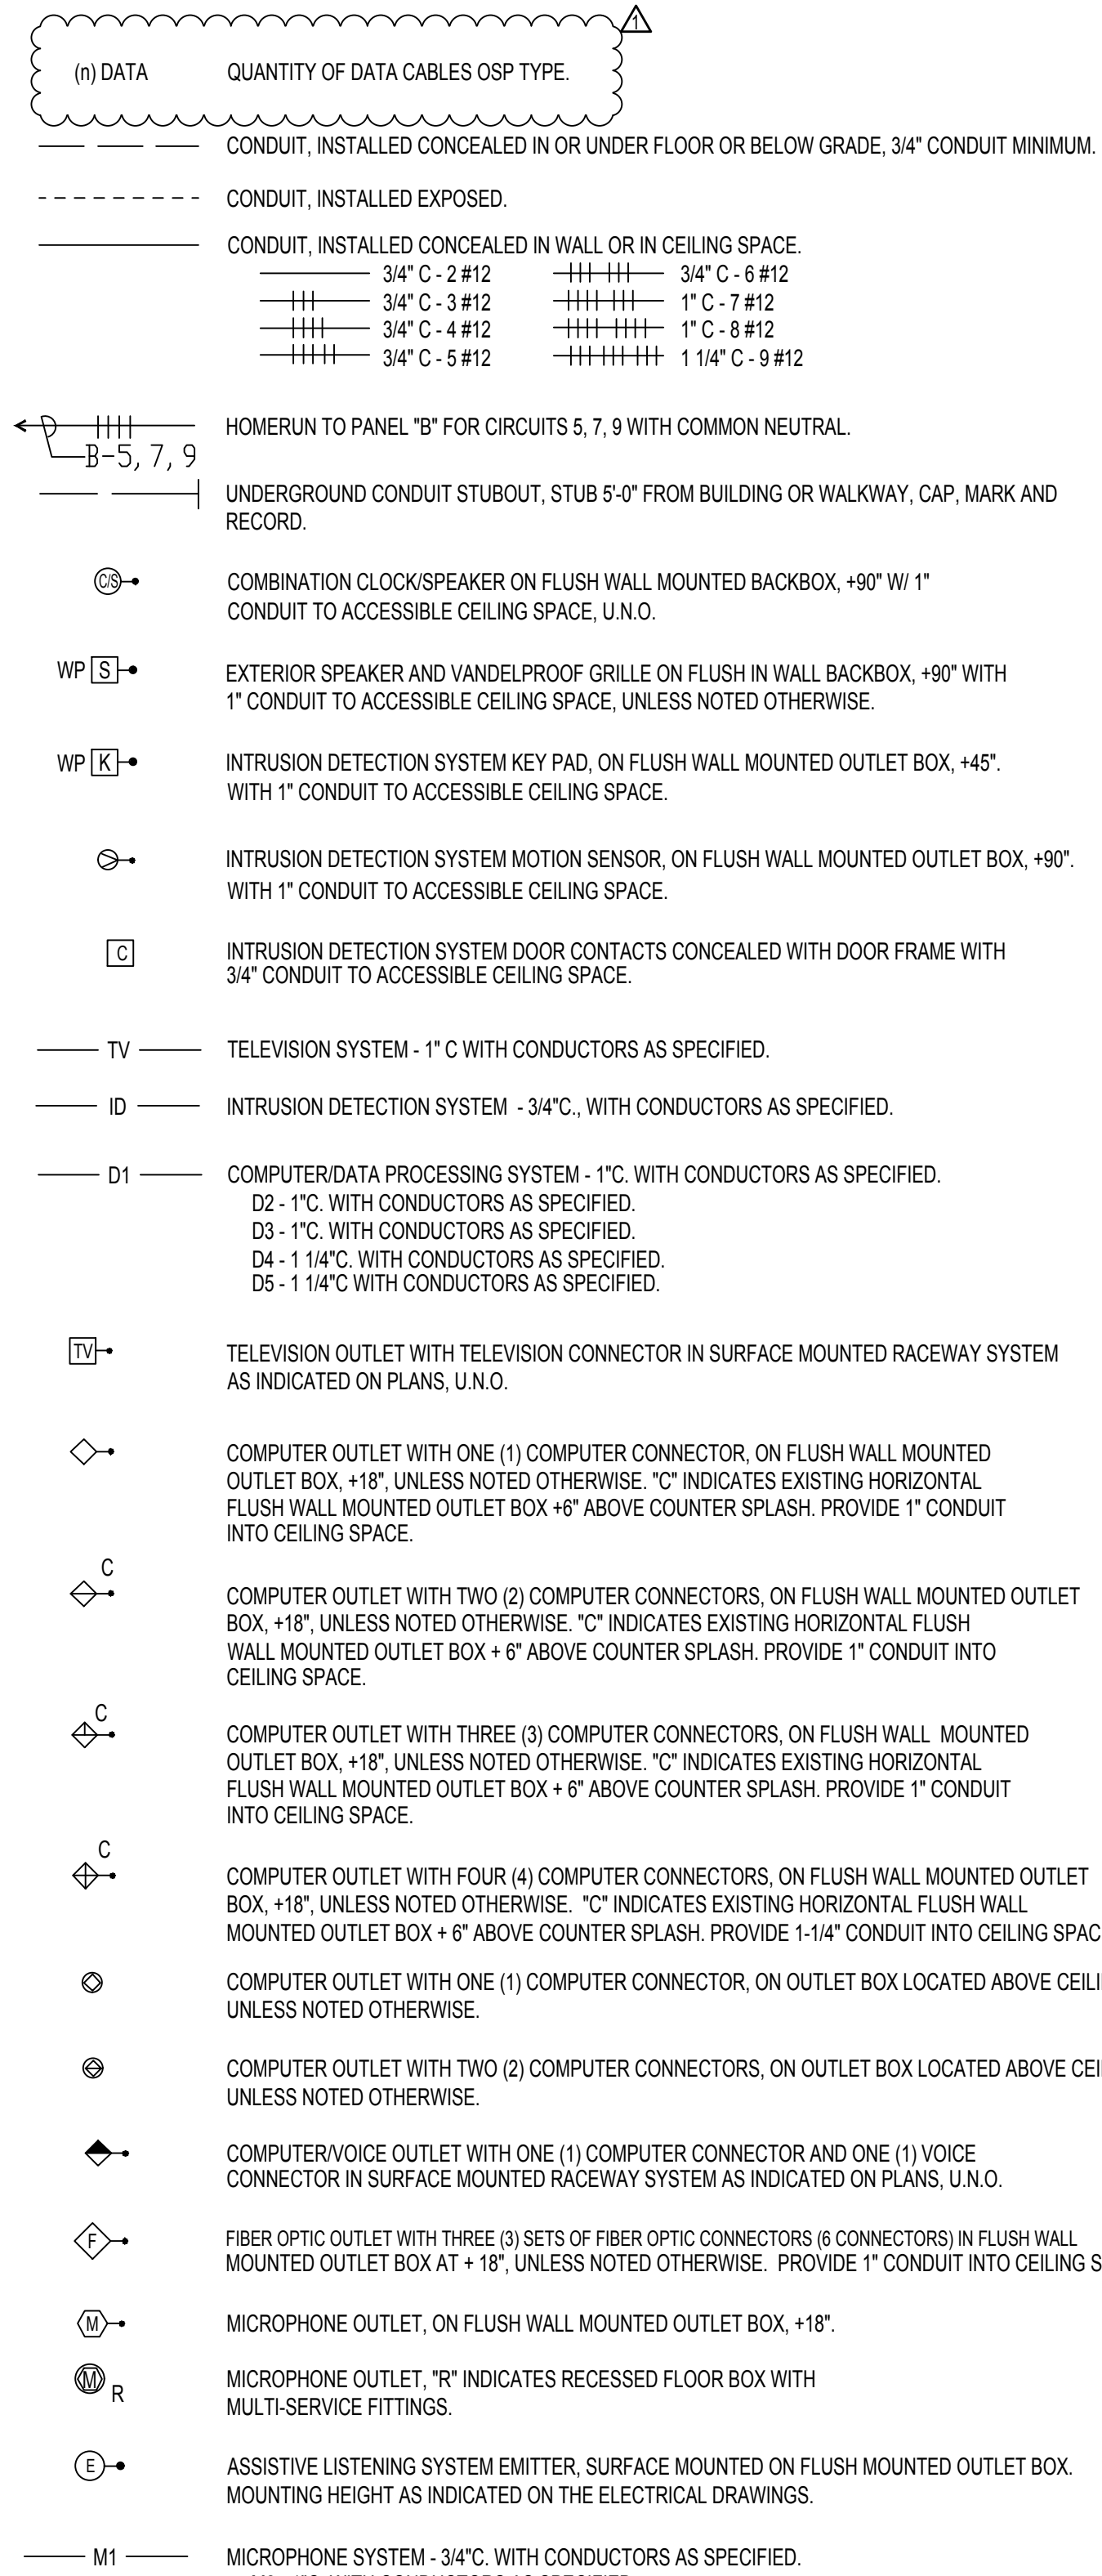 1
(n) DATA QUANTITY OF DATA CABLES OSP TYPE.
CONDUIT, INSTALLED CONCEALED IN OR UNDER FLOOR OR BELOW GRADE, 3/4" CONDUIT MINIMUM.
CONDUIT, INSTALLED EXPOSED.
CONDUIT, INSTALLED CONCEALED IN WALL OR IN CEILING SPACE.
3/4" C - 2 #12 3/4" C - 6 #12
3/4" C - 3 #12 1" C - 7 #12
3/4" C - 4 #12 1" C - 8 #12
3/4" C - 5 #12 1 1/4" C - 9 #12
HOMERUN TO PANEL "B" FOR CIRCUITS 5, 7, 9 WITH COMMON NEUTRAL.
B-5, 7, 9
UNDERGROUND CONDUIT STUBOUT, STUB 5'-0" FROM BUILDING OR WALKWAY, CAP, MARK AND
RECORD.
C/S COMBINATION CLOCK/SPEAKER ON FLUSH WALL MOUNTED BACKBOX, +90" W/ 1"
CONDUIT TO ACCESSIBLE CEILING SPACE, U.N.O.
WP S EXTERIOR SPEAKER AND VANDELPROOF GRILLE ON FLUSH IN WALL BACKBOX, +90" WITH
1" CONDUIT TO ACCESSIBLE CEILING SPACE, UNLESS NOTED OTHERWISE.
WP K INTRUSION DETECTION SYSTEM KEY PAD, ON FLUSH WALL MOUNTED OUTLET BOX, +45".
WITH 1" CONDUIT TO ACCESSIBLE CEILING SPACE.
INTRUSION DETECTION SYSTEM MOTION SENSOR, ON FLUSH WALL MOUNTED OUTLET BOX, +90".
WITH 1" CONDUIT TO ACCESSIBLE CEILING SPACE.
C INTRUSION DETECTION SYSTEM DOOR CONTACTS CONCEALED WITH DOOR FRAME WITH
3/4" CONDUIT TO ACCESSIBLE CEILING SPACE.
TV TELEVISION SYSTEM - 1" C WITH CONDUCTORS AS SPECIFIED.
ID INTRUSION DETECTION SYSTEM - 3/4"C., WITH CONDUCTORS AS SPECIFIED.
D1 COMPUTER/DATA PROCESSING SYSTEM - 1"C. WITH CONDUCTORS AS SPECIFIED.
D2 - 1"C. WITH CONDUCTORS AS SPECIFIED.
D3 - 1"C. WITH CONDUCTORS AS SPECIFIED.
D4 - 1 1/4"C. WITH CONDUCTORS AS SPECIFIED.
D5 - 1 1/4"C WITH CONDUCTORS AS SPECIFIED.
TV TELEVISION OUTLET WITH TELEVISION CONNECTOR IN SURFACE MOUNTED RACEWAY SYSTEM
AS INDICATED ON PLANS, U.N.O.
COMPUTER OUTLET WITH ONE (1) COMPUTER CONNECTOR, ON FLUSH WALL MOUNTED
OUTLET BOX, +18", UNLESS NOTED OTHERWISE. "C" INDICATES EXISTING HORIZONTAL
FLUSH WALL MOUNTED OUTLET BOX +6" ABOVE COUNTER SPLASH. PROVIDE 1" CONDUIT
INTO CEILING SPACE.
C
COMPUTER OUTLET WITH TWO (2) COMPUTER CONNECTORS, ON FLUSH WALL MOUNTED OUTLET
BOX, +18", UNLESS NOTED OTHERWISE. "C" INDICATES EXISTING HORIZONTAL FLUSH
WALL MOUNTED OUTLET BOX + 6" ABOVE COUNTER SPLASH. PROVIDE 1" CONDUIT INTO
CEILING SPACE.
C
COMPUTER OUTLET WITH THREE (3) COMPUTER CONNECTORS, ON FLUSH WALL MOUNTED
OUTLET BOX, +18", UNLESS NOTED OTHERWISE. "C" INDICATES EXISTING HORIZONTAL
FLUSH WALL MOUNTED OUTLET BOX + 6" ABOVE COUNTER SPLASH. PROVIDE 1" CONDUIT
INTO CEILING SPACE.
C
COMPUTER OUTLET WITH FOUR (4) COMPUTER CONNECTORS, ON FLUSH WALL MOUNTED OUTLET
BOX, +18", UNLESS NOTED OTHERWISE. "C" INDICATES EXISTING HORIZONTAL FLUSH WALL
MOUNTED OUTLET BOX + 6" ABOVE COUNTER SPLASH. PROVIDE 1-1/4" CONDUIT INTO CEILING SPAC
COMPUTER OUTLET WITH ONE (1) COMPUTER CONNECTOR, ON OUTLET BOX LOCATED ABOVE CEILI
UNLESS NOTED OTHERWISE.
COMPUTER OUTLET WITH TWO (2) COMPUTER CONNECTORS, ON OUTLET BOX LOCATED ABOVE CEI
UNLESS NOTED OTHERWISE.
COMPUTER/VOICE OUTLET WITH ONE (1) COMPUTER CONNECTOR AND ONE (1) VOICE
CONNECTOR IN SURFACE MOUNTED RACEWAY SYSTEM AS INDICATED ON PLANS, U.N.O.
F FIBER OPTIC OUTLET WITH THREE (3) SETS OF FIBER OPTIC CONNECTORS (6 CONNECTORS) IN FLUSH WALL
MOUNTED OUTLET BOX AT + 18", UNLESS NOTED OTHERWISE. PROVIDE 1" CONDUIT INTO CEILING S
M MICROPHONE OUTLET, ON FLUSH WALL MOUNTED OUTLET BOX, +18".
M R MICROPHONE OUTLET, "R" INDICATES RECESSED FLOOR BOX WITH
MULTI-SERVICE FITTINGS.
E ASSISTIVE LISTENING SYSTEM EMITTER, SURFACE MOUNTED ON FLUSH MOUNTED OUTLET BOX.
MOUNTING HEIGHT AS INDICATED ON THE ELECTRICAL DRAWINGS.
M1 MICROPHONE SYSTEM - 3/4"C. WITH CONDUCTORS AS SPECIFIED.